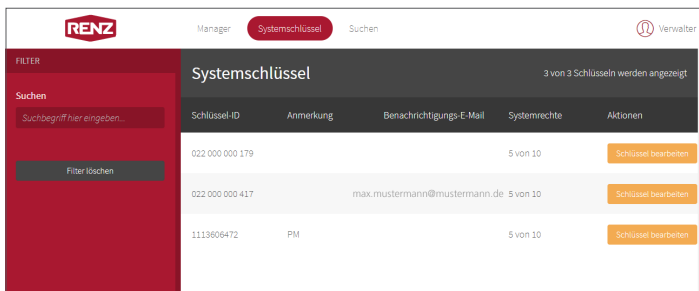 RENZ
Manager Systemschlüssel Suchen Verwalter
FILTER
Suchen
Suchbegriff hier eingeben...
Filter löschen
Systemschlüssel 3 von 3 Schlüsseln werden angezeigt
Schlüssel-ID Anmerkung Benachrichtigungs-E-Mail Systemrechte Aktionen
022 000 000 179 5 von 10 Schlüssel bearbeiten
022 000 000 417 max.mustermann@mustermann.de 5 von 10 Schlüssel bearbeiten
1113606472 PM 5 von 10 Schlüssel bearbeiten